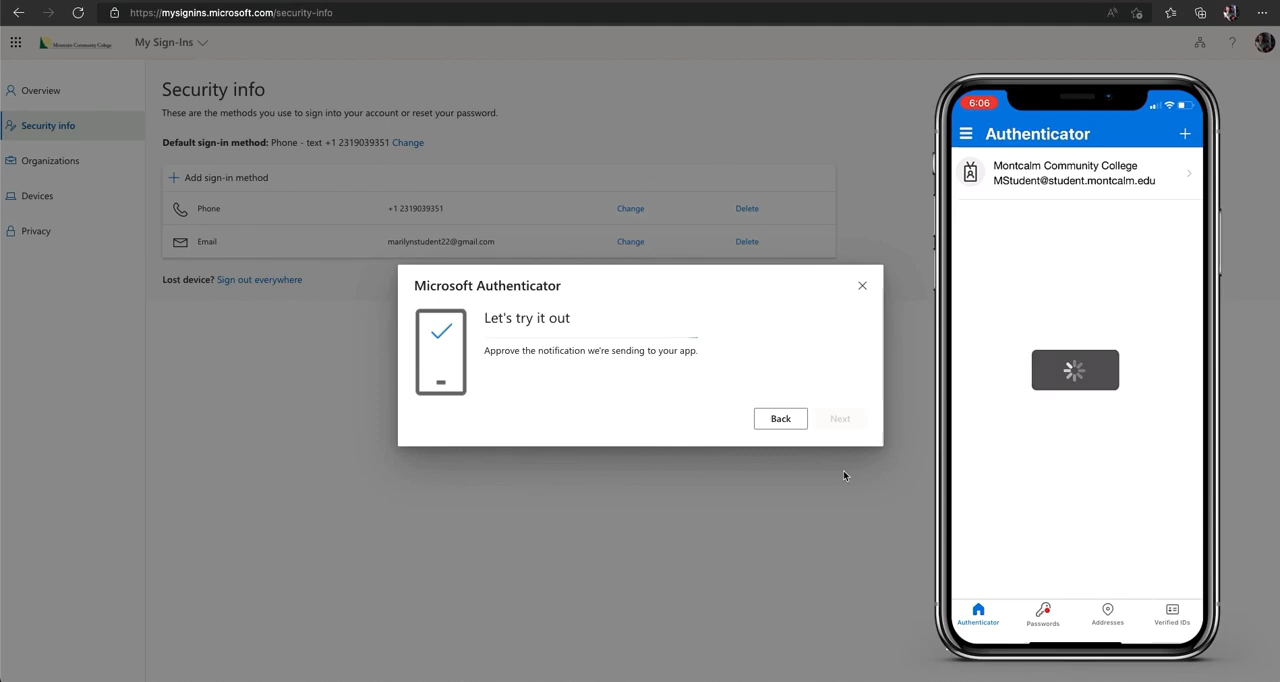 https://mysignins.microsoft.com/security-info
Montcalm Community College
My Sign-Ins
Overview
Security info
Organizations
Devices
Privacy
Security info
These are the methods you use to sign into your account or reset your password.
Default sign-in method: Phone - text +1 2319039351 Change
Add sign-in method
Phone +1 2319039351 Change Delete
Email marilynstudent22@gmail.com Change Delete
Lost device? Sign out everywhere
Microsoft Authenticator
Let's try it out
Approve the notification we're sending to your app.
Back Next
6:06
Authenticator
Montcalm Community College
MStudent@student.montcalm.edu
Authenticator Passwords Addresses Verified IDs